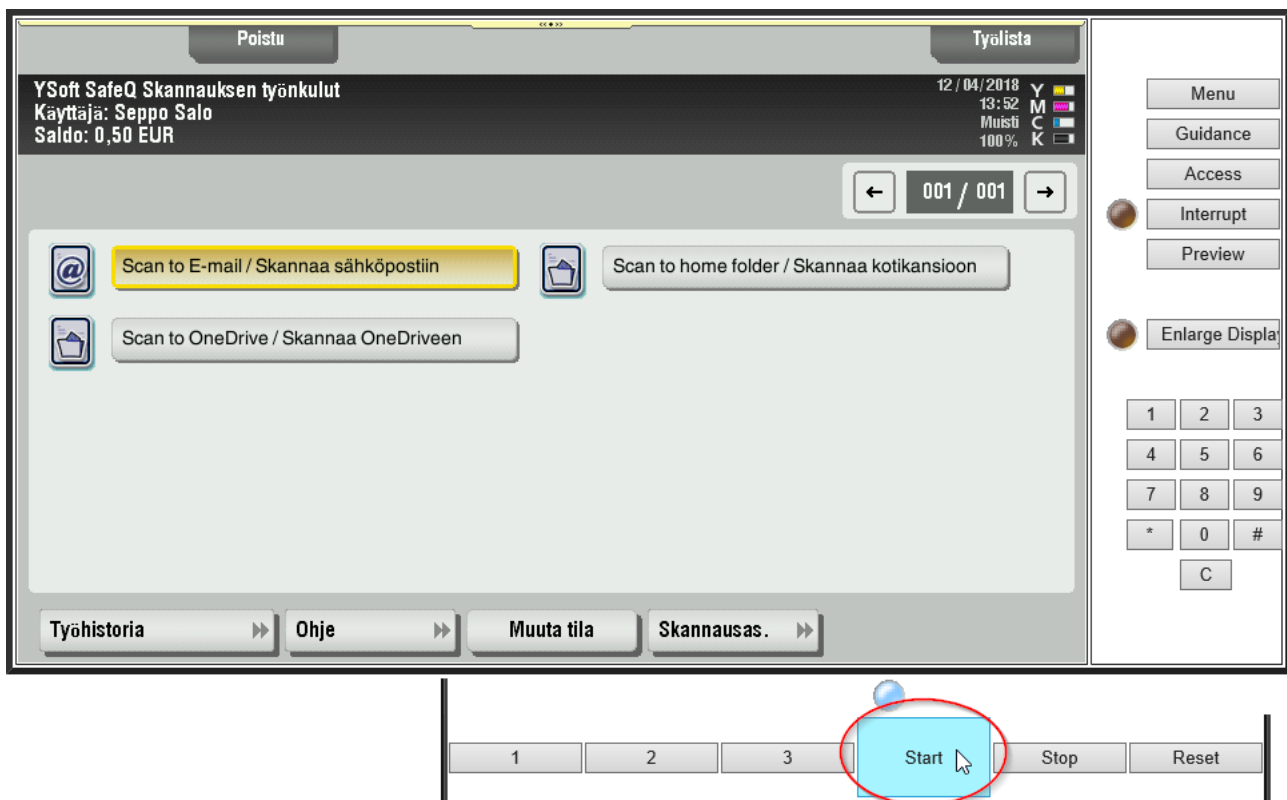 Poistu
Työlista
YSoft SafeQ Skannauksen työnkulut
Käyttäjä: Seppo Salo
Saldo: 0,50 EUR
12/04/2018
13:52
Muisti
100%
Y
M
C
K
← 001 / 001 →
Scan to E-mail / Skannaa sähköpostiin
Scan to home folder / Skannaa kotikansioon
Scan to OneDrive / Skannaa OneDriveen
Työhistoria
Ohje
Muuta tila
Skannausas.
Menu
Guidance
Access
Interrupt
Preview
Enlarge Display
1 2 3
4 5 6
7 8 9
* 0 #
C
1 2 3 Start Stop Reset